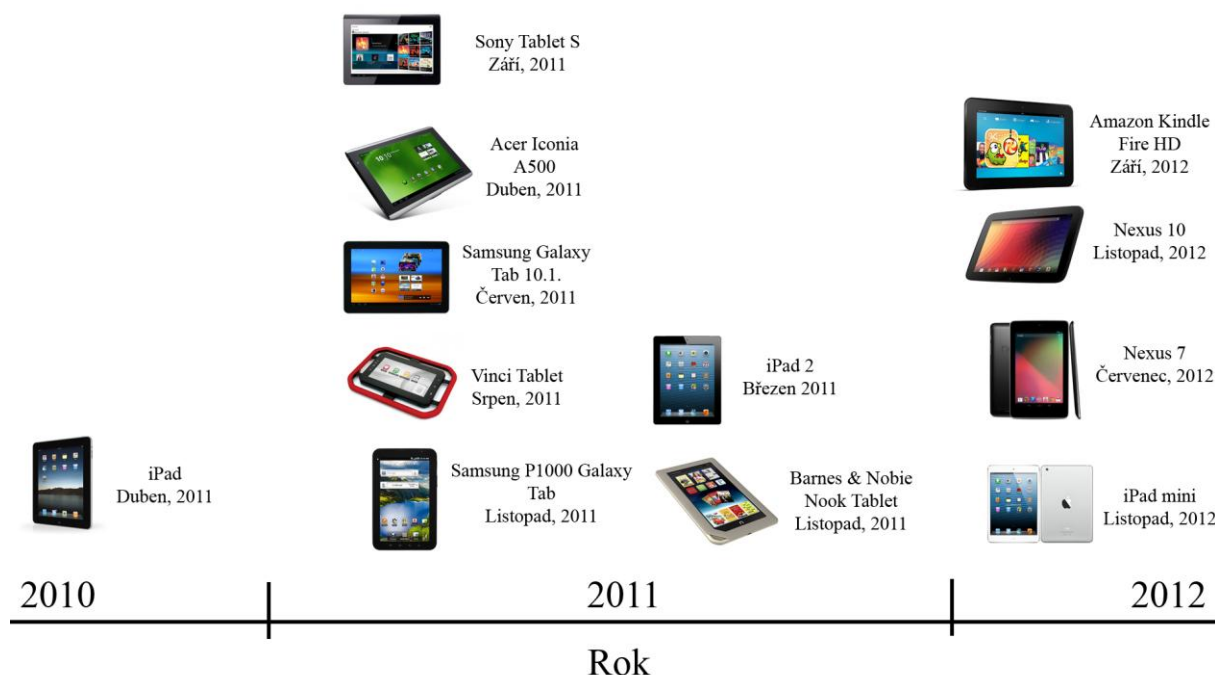 Sony Tablet S
Září, 2011
Acer Iconia
A500
Duben, 2011
Samsung Galaxy
Tab 10.1.
Červen, 2011
Vinci Tablet
Srpen, 2011
Samsung P1000 Galaxy
Tab
Listopad, 2011
iPad
Duben, 2011
iPad 2
Březen 2011
Barnes & Nobie
Nook Tablet
Listopad, 2011
Amazon Kindle
Fire HD
Září, 2012
Nexus 10
Listopad, 2012
Nexus 7
Červenec, 2012
iPad mini
Listopad, 2012
2010
2011
2012
Rok